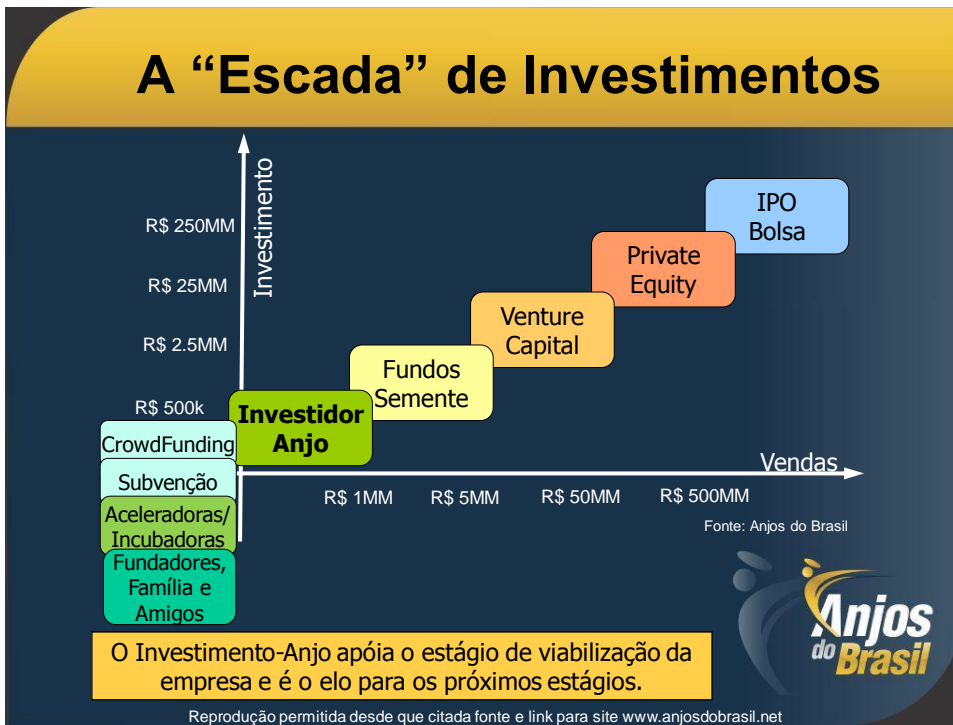 A “Escada” de Investimentos
Investimento
R$ 250MM
R$ 25MM
R$ 2.5MM
R$ 500k
IPO
Bolsa
Private
Equity
Venture
Capital
Fundos
Semente
Investidor
Anjo
CrowdFunding
Subvenção
Aceleradoras/
Incubadoras
Fundadores,
Família e
Amigos
Vendas
R$ 1MM
R$ 5MM
R$ 50MM
R$ 500MM
Fonte: Anjos do Brasil
Anjos
do Brasil
O Investimento-Anjo apóia o estágio de viabilização da
empresa e é o elo para os próximos estágios.
Reprodução permitida desde que citada fonte e link para site www.anjosdobrasil.net